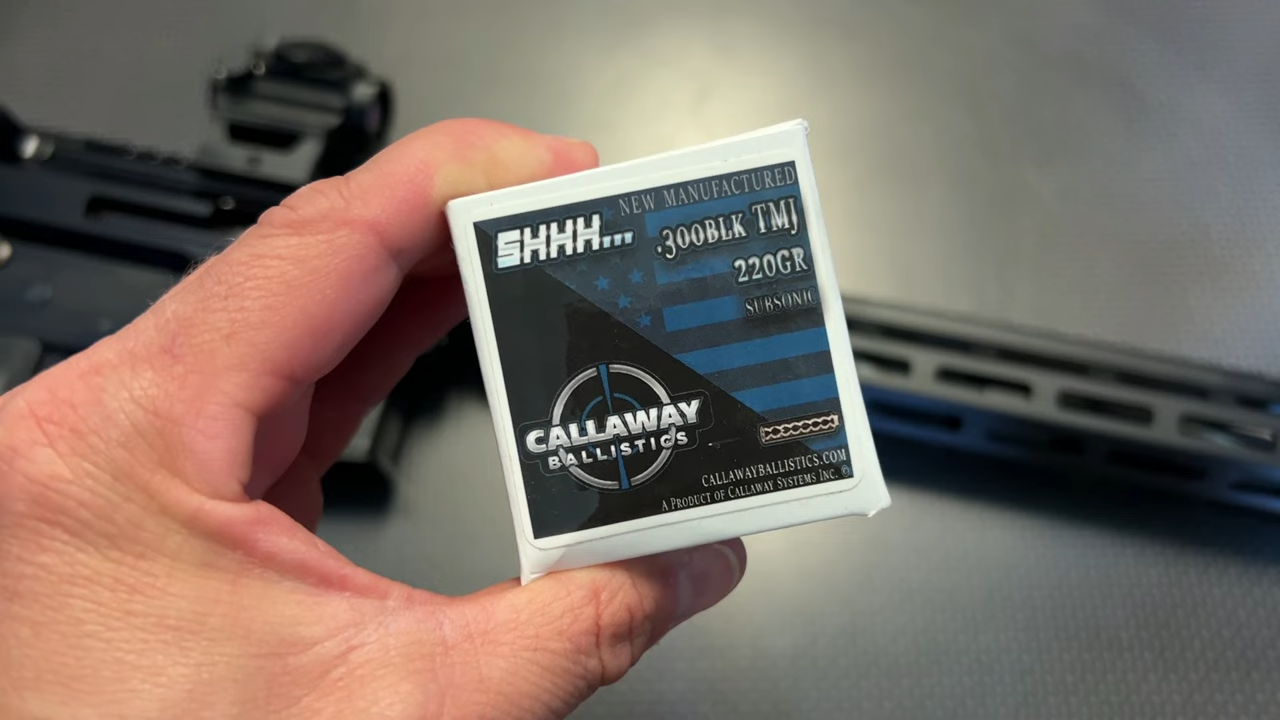 NEW MANUFACTURED
SHHH...
.300BLK TMJ
220GR
SUBSONIC
CALLAWAY
BALLISTICS
CALLAWAYBALLISTICS.COM
A PRODUCT OF CALLAWAY SYSTEMS INC. ©